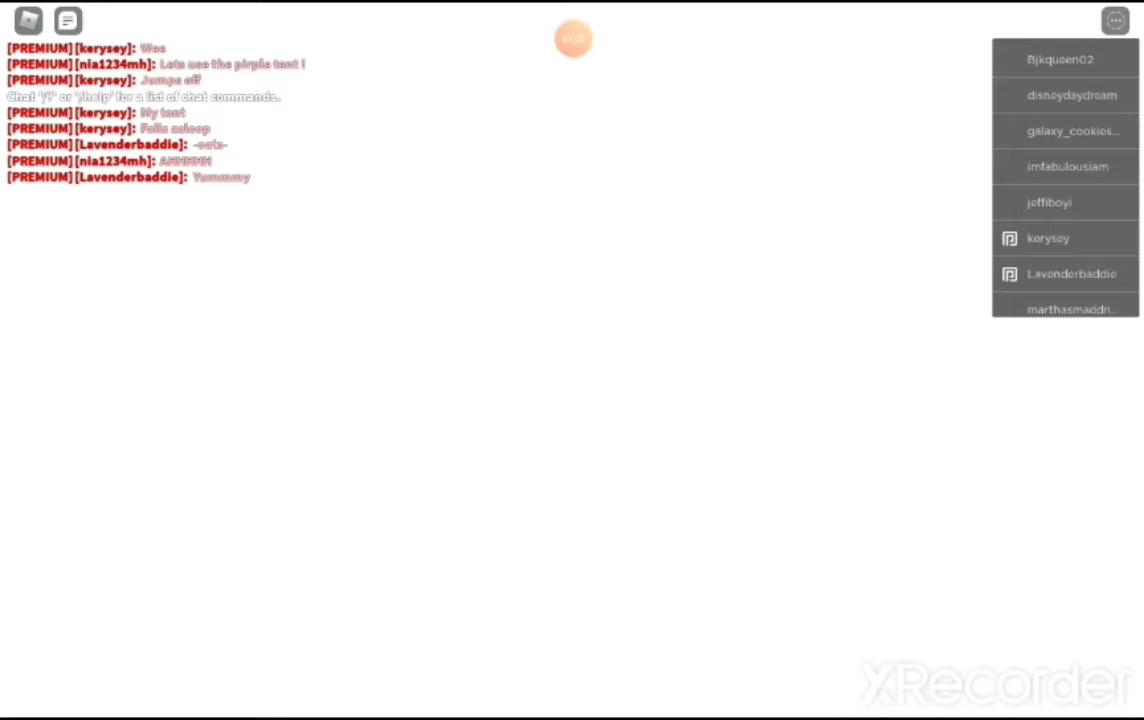 [PREMIUM] [kerysey]: Wee
[PREMIUM] [nia1234mh]: Lets use the pirple tent !
[PREMIUM] [kerysey]: Jumps off
Chat '/?' or '/help' for a list of chat commands.
[PREMIUM] [kerysey]: My tent
[PREMIUM] [kerysey]: Falls asleep
[PREMIUM] [Lavenderbaddie]: -eats-
[PREMIUM] [nia1234mh]: AHHHHH
[PREMIUM] [Lavenderbaddie]: Yummmy
Bjkqueen02
disneydaydream
galaxy_cookies...
imfabulousiam
jeffiboyi
kerysey
Lavenderbaddie
marthasmaddn...
XRecorder